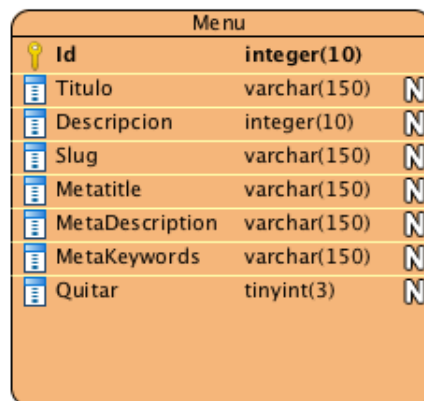 Menu
Id integer(10)
Titulo varchar(150) N
Descripcion integer(10) N
Slug varchar(150) N
Metatitle varchar(150) N
MetaDescription varchar(150) N
MetaKeywords varchar(150) N
Quitar tinyint(3) N